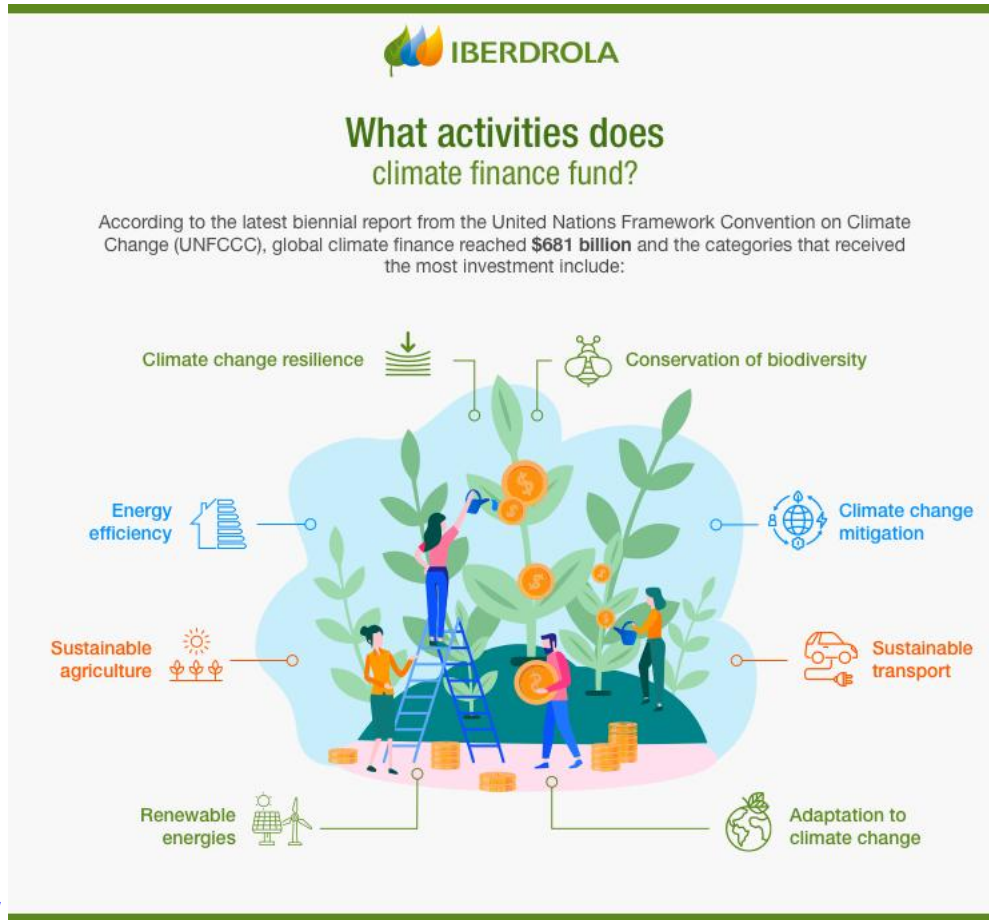 IBERDROLA
What activities does
climate finance fund?
According to the latest biennial report from the United Nations Framework Convention on Climate
Change (UNFCCC), global climate finance reached $681 billion and the categories that received
the most investment include:
Climate change resilience
Conservation of biodiversity
Energy
efficiency
Climate change
mitigation
Sustainable
agriculture
Sustainable
transport
Renewable
energies
Adaptation to
climate change